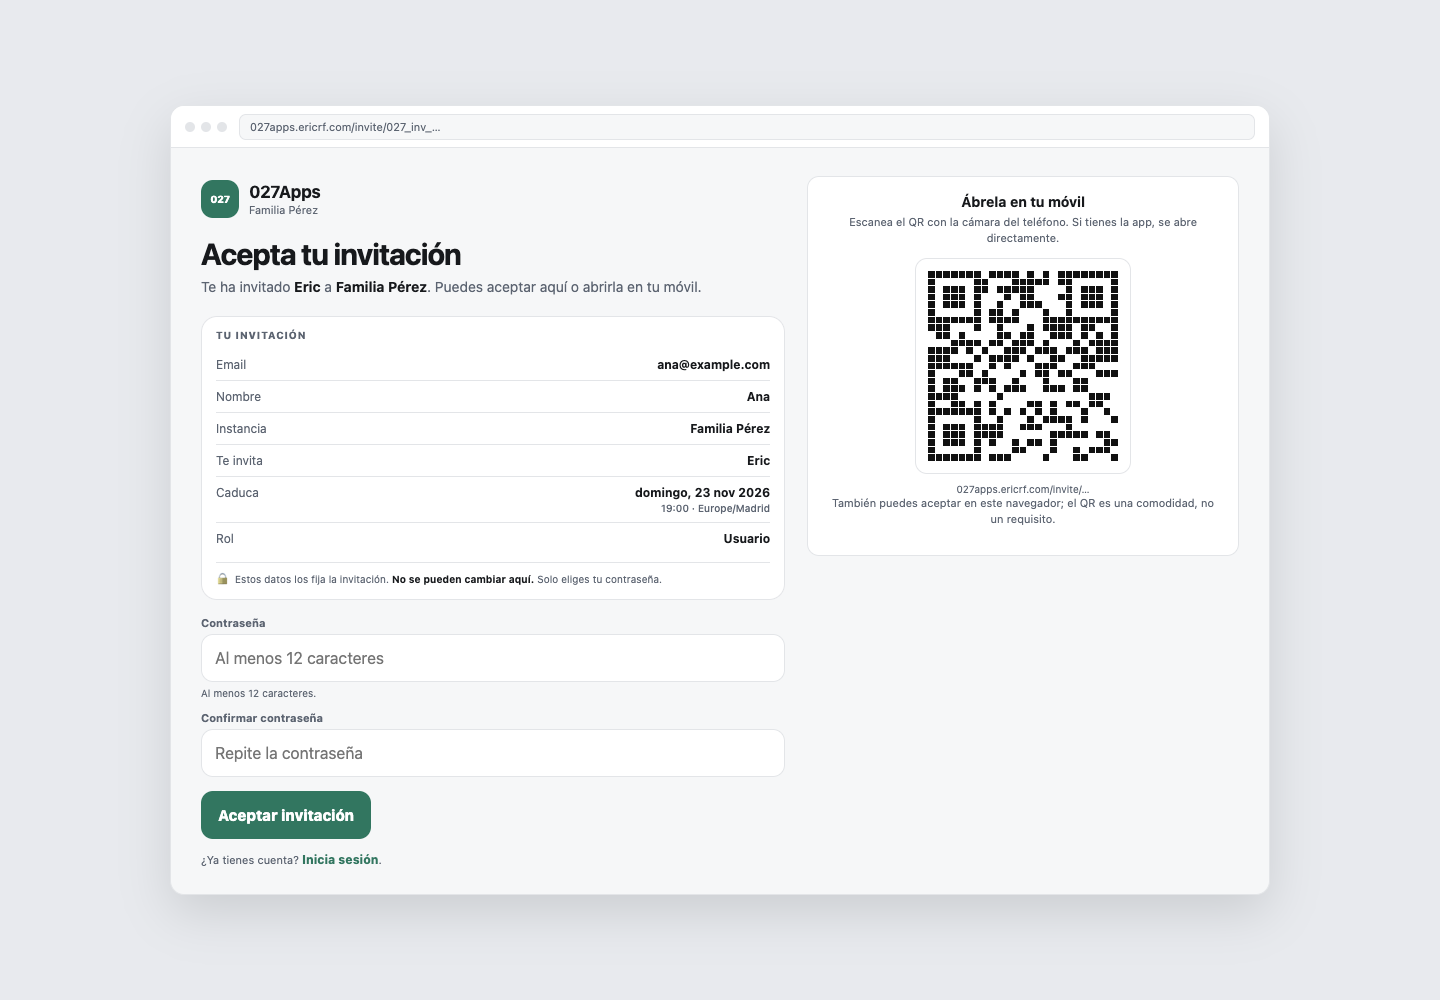 027apps.ericrf.com/invite/027_inv_...
027
027Apps
Familia Pérez
Acepta tu invitación
Te ha invitado Eric a Familia Pérez. Puedes aceptar aquí o abrirla en tu móvil.
TU INVITACIÓN
Email ana@example.com
Nombre Ana
Instancia Familia Pérez
Te invita Eric
Caduca domingo, 23 nov 2026
19:00 · Europe/Madrid
Rol Usuario
Estos datos los fija la invitación. No se pueden cambiar aquí. Solo eliges tu contraseña.
Contraseña
Al menos 12 caracteres
Al menos 12 caracteres.
Confirmar contraseña
Repite la contraseña
Aceptar invitación
¿Ya tienes cuenta? Inicia sesión.
Ábrela en tu móvil
Escanea el QR con la cámara del teléfono. Si tienes la app, se abre
directamente.
027apps.ericrf.com/invite/...
También puedes aceptar en este navegador; el QR es una comodidad, no
un requisito.